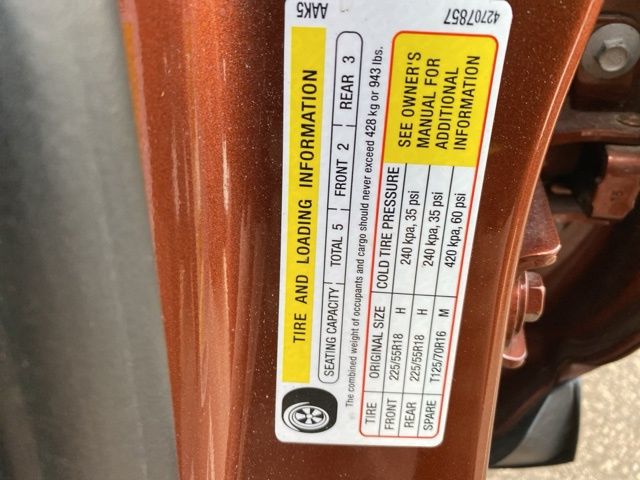 AAK5
42707857
TIRE AND LOADING INFORMATION
SEATING CAPACITY TOTAL 5 FRONT 2 REAR 3
The combined weight of occupants and cargo should never exceed 428 kg or 943 lbs.
TIRE ORIGINAL SIZE COLD TIRE PRESSURE
FRONT 225/55R18 H 240 kpa, 35 psi
REAR 225/55R18 H 240 kpa, 35 psi
SPARE T125/70R16 M 420 kpa, 60 psi
SEE OWNER'S
MANUAL FOR
ADDITIONAL
INFORMATION